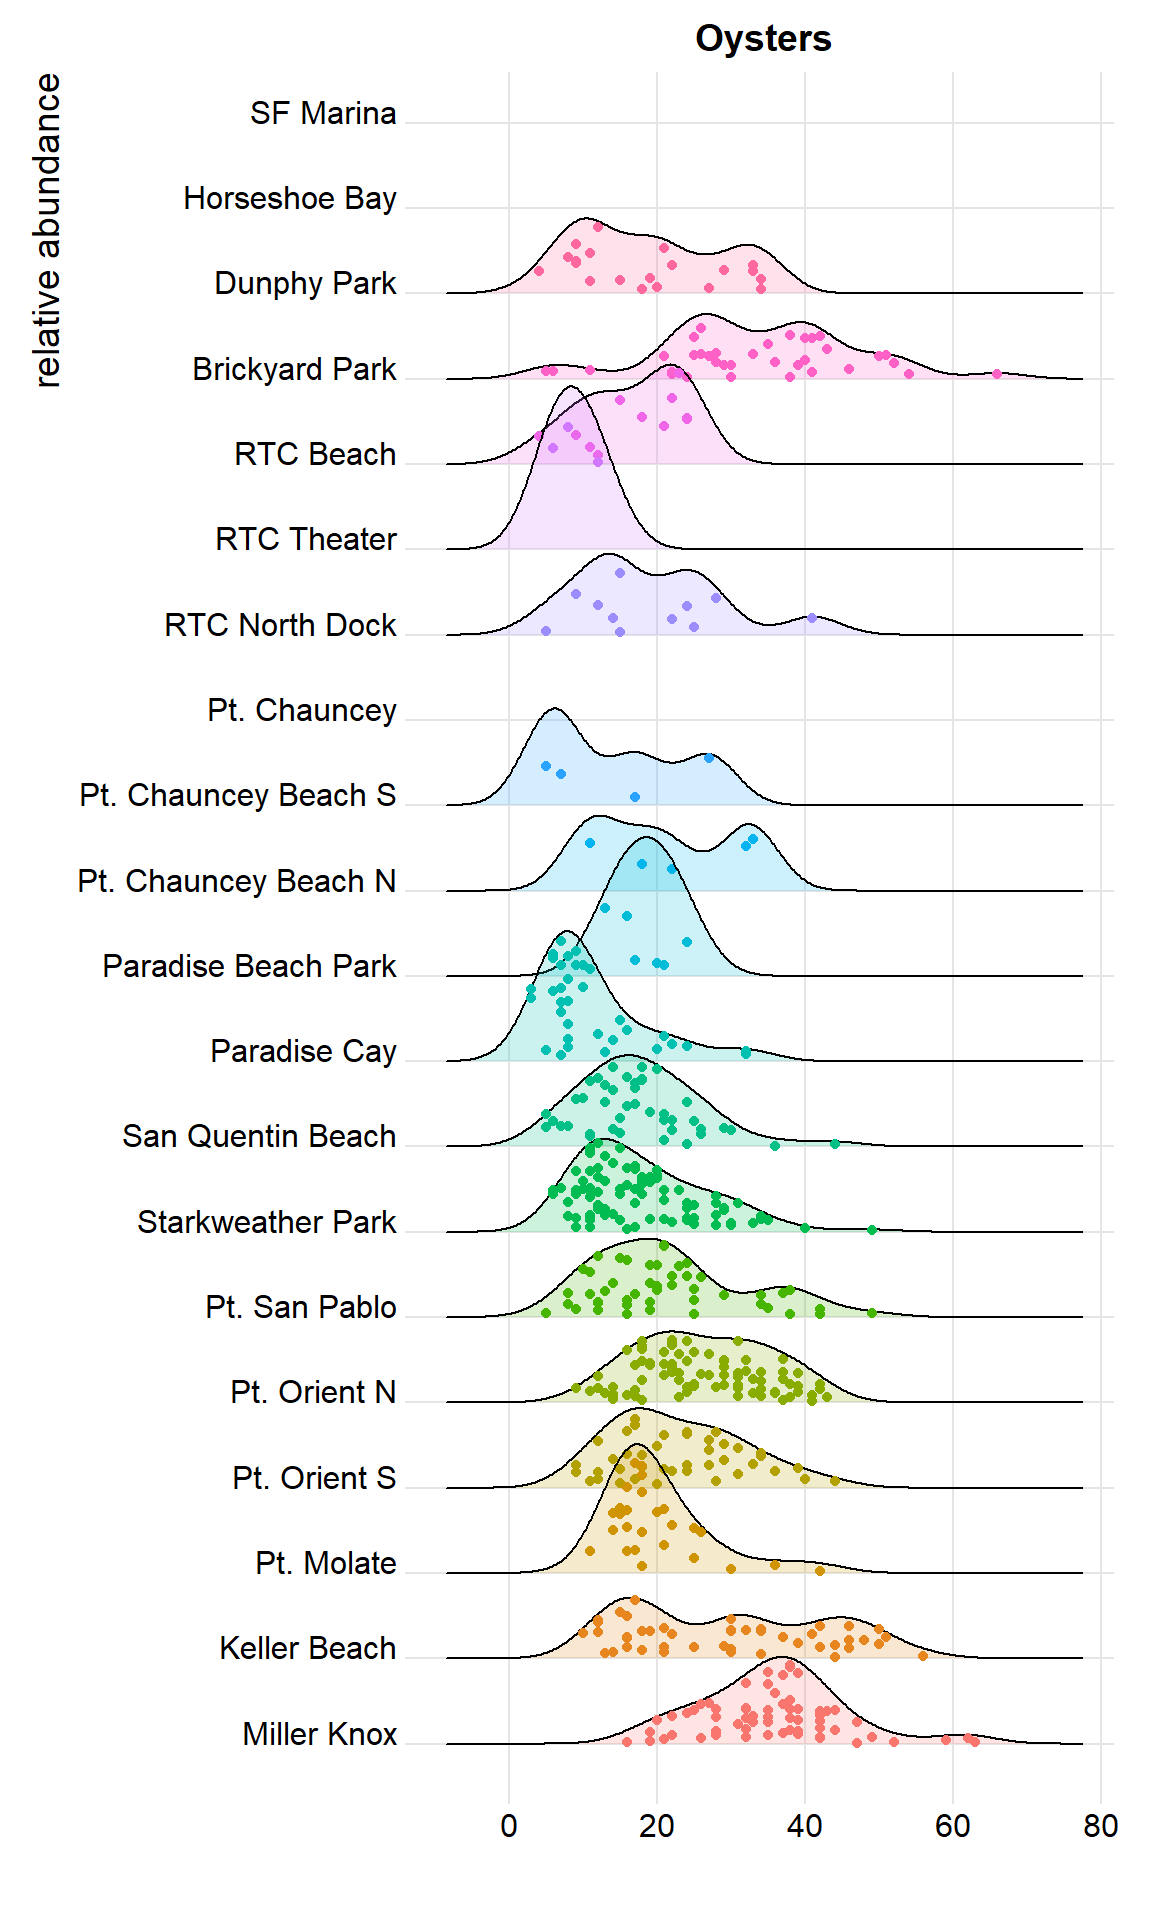 Oysters
relative abundance
SF Marina
Horseshoe Bay
Dunphy Park
Brickyard Park
RTC Beach
RTC Theater
RTC North Dock
Pt. Chauncey
Pt. Chauncey Beach S
Pt. Chauncey Beach N
Paradise Beach Park
Paradise Cay
San Quentin Beach
Starkweather Park
Pt. San Pablo
Pt. Orient N
Pt. Orient S
Pt. Molate
Keller Beach
Miller Knox
0 20 40 60 80